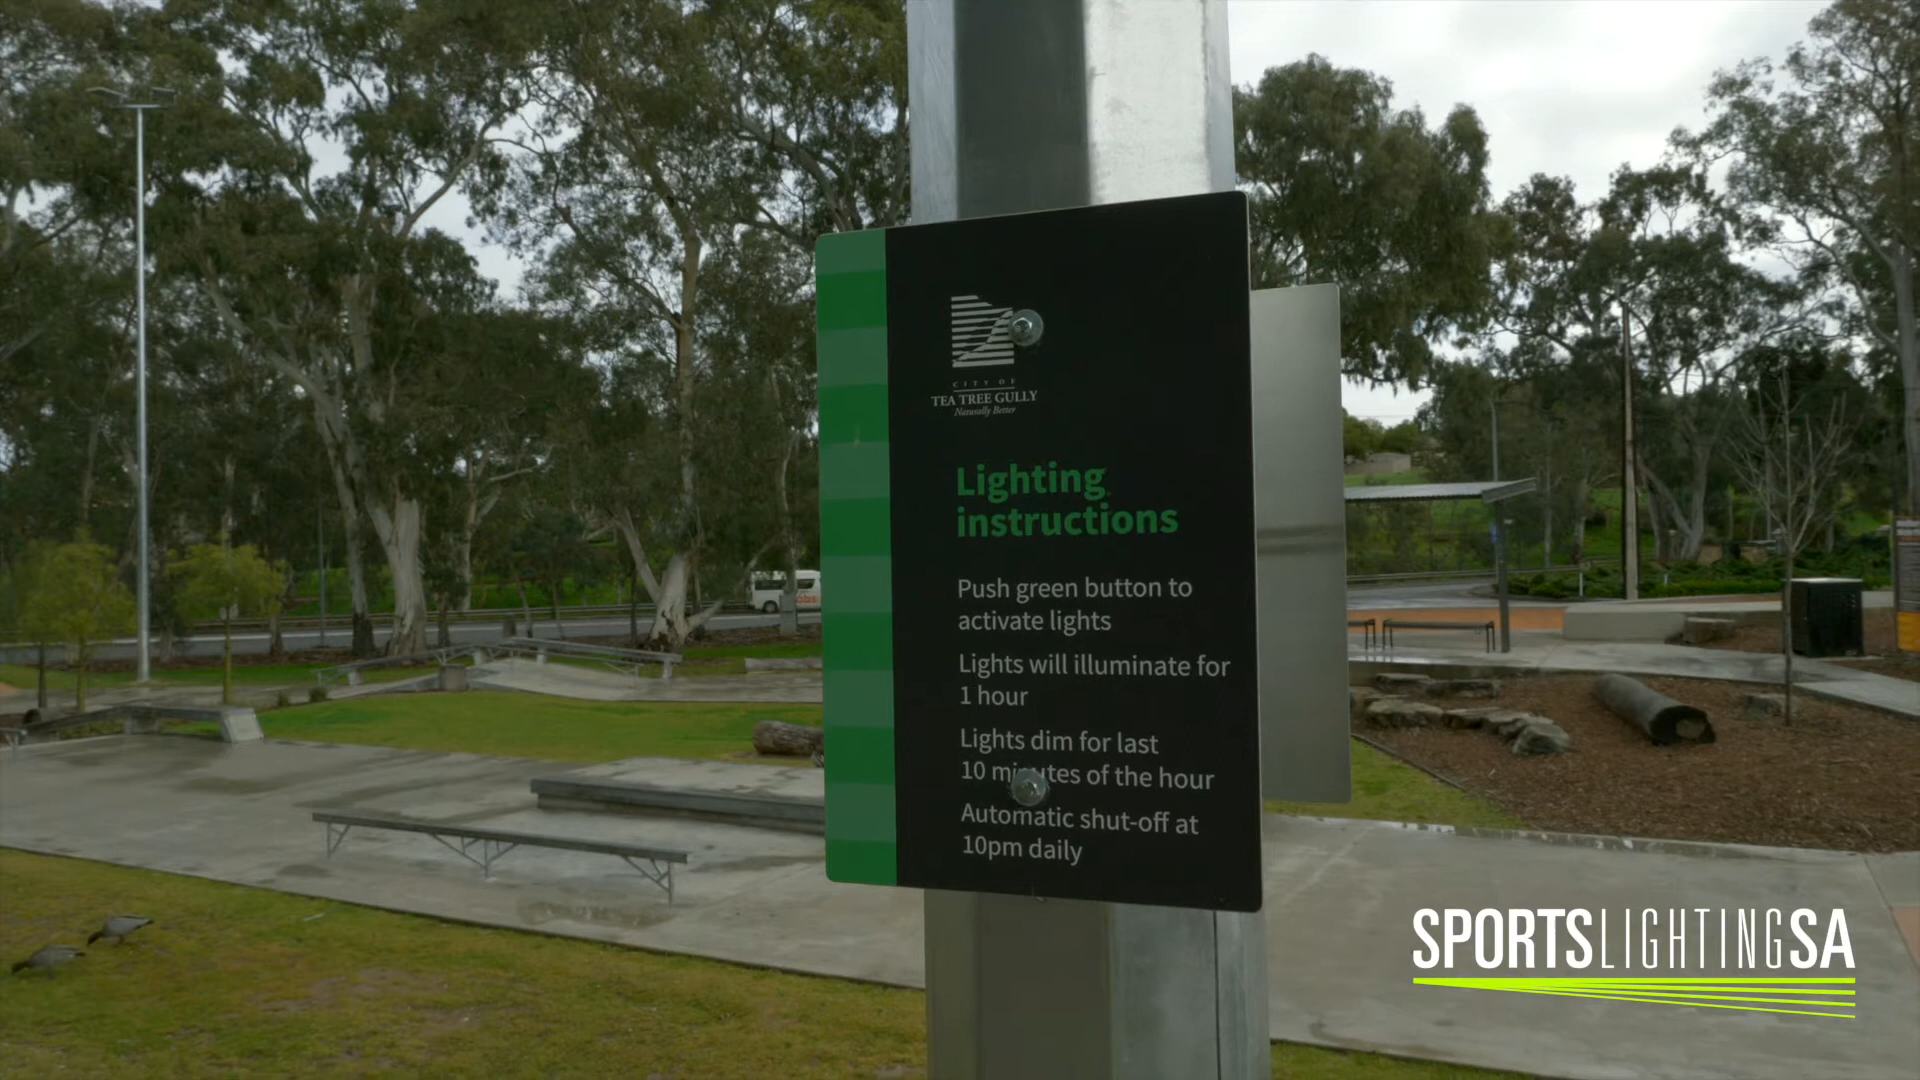 CITY OF
TEA TREE GULLY
Naturally Better
Lighting
instructions
Push green button to
activate lights
Lights will illuminate for
1 hour
Lights dim for last
10 minutes of the hour
Automatic shut-off at
10pm daily
SPORTSLIGHTINGSA